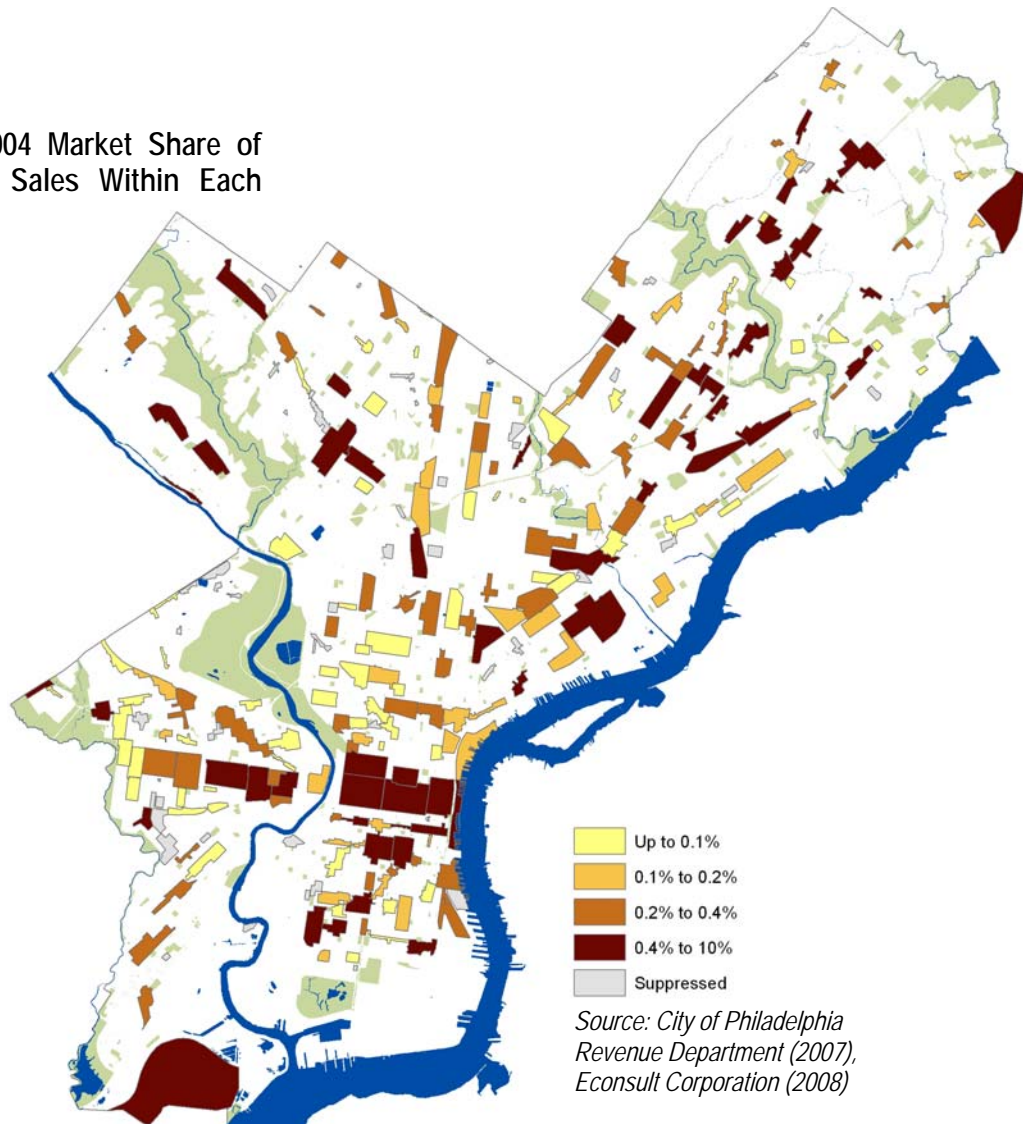 004 Market Share of
Sales Within Each
Up to 0.1%
0.1% to 0.2%
0.2% to 0.4%
0.4% to 10%
Suppressed
Source: City of Philadelphia
Revenue Department (2007),
Econsult Corporation (2008)